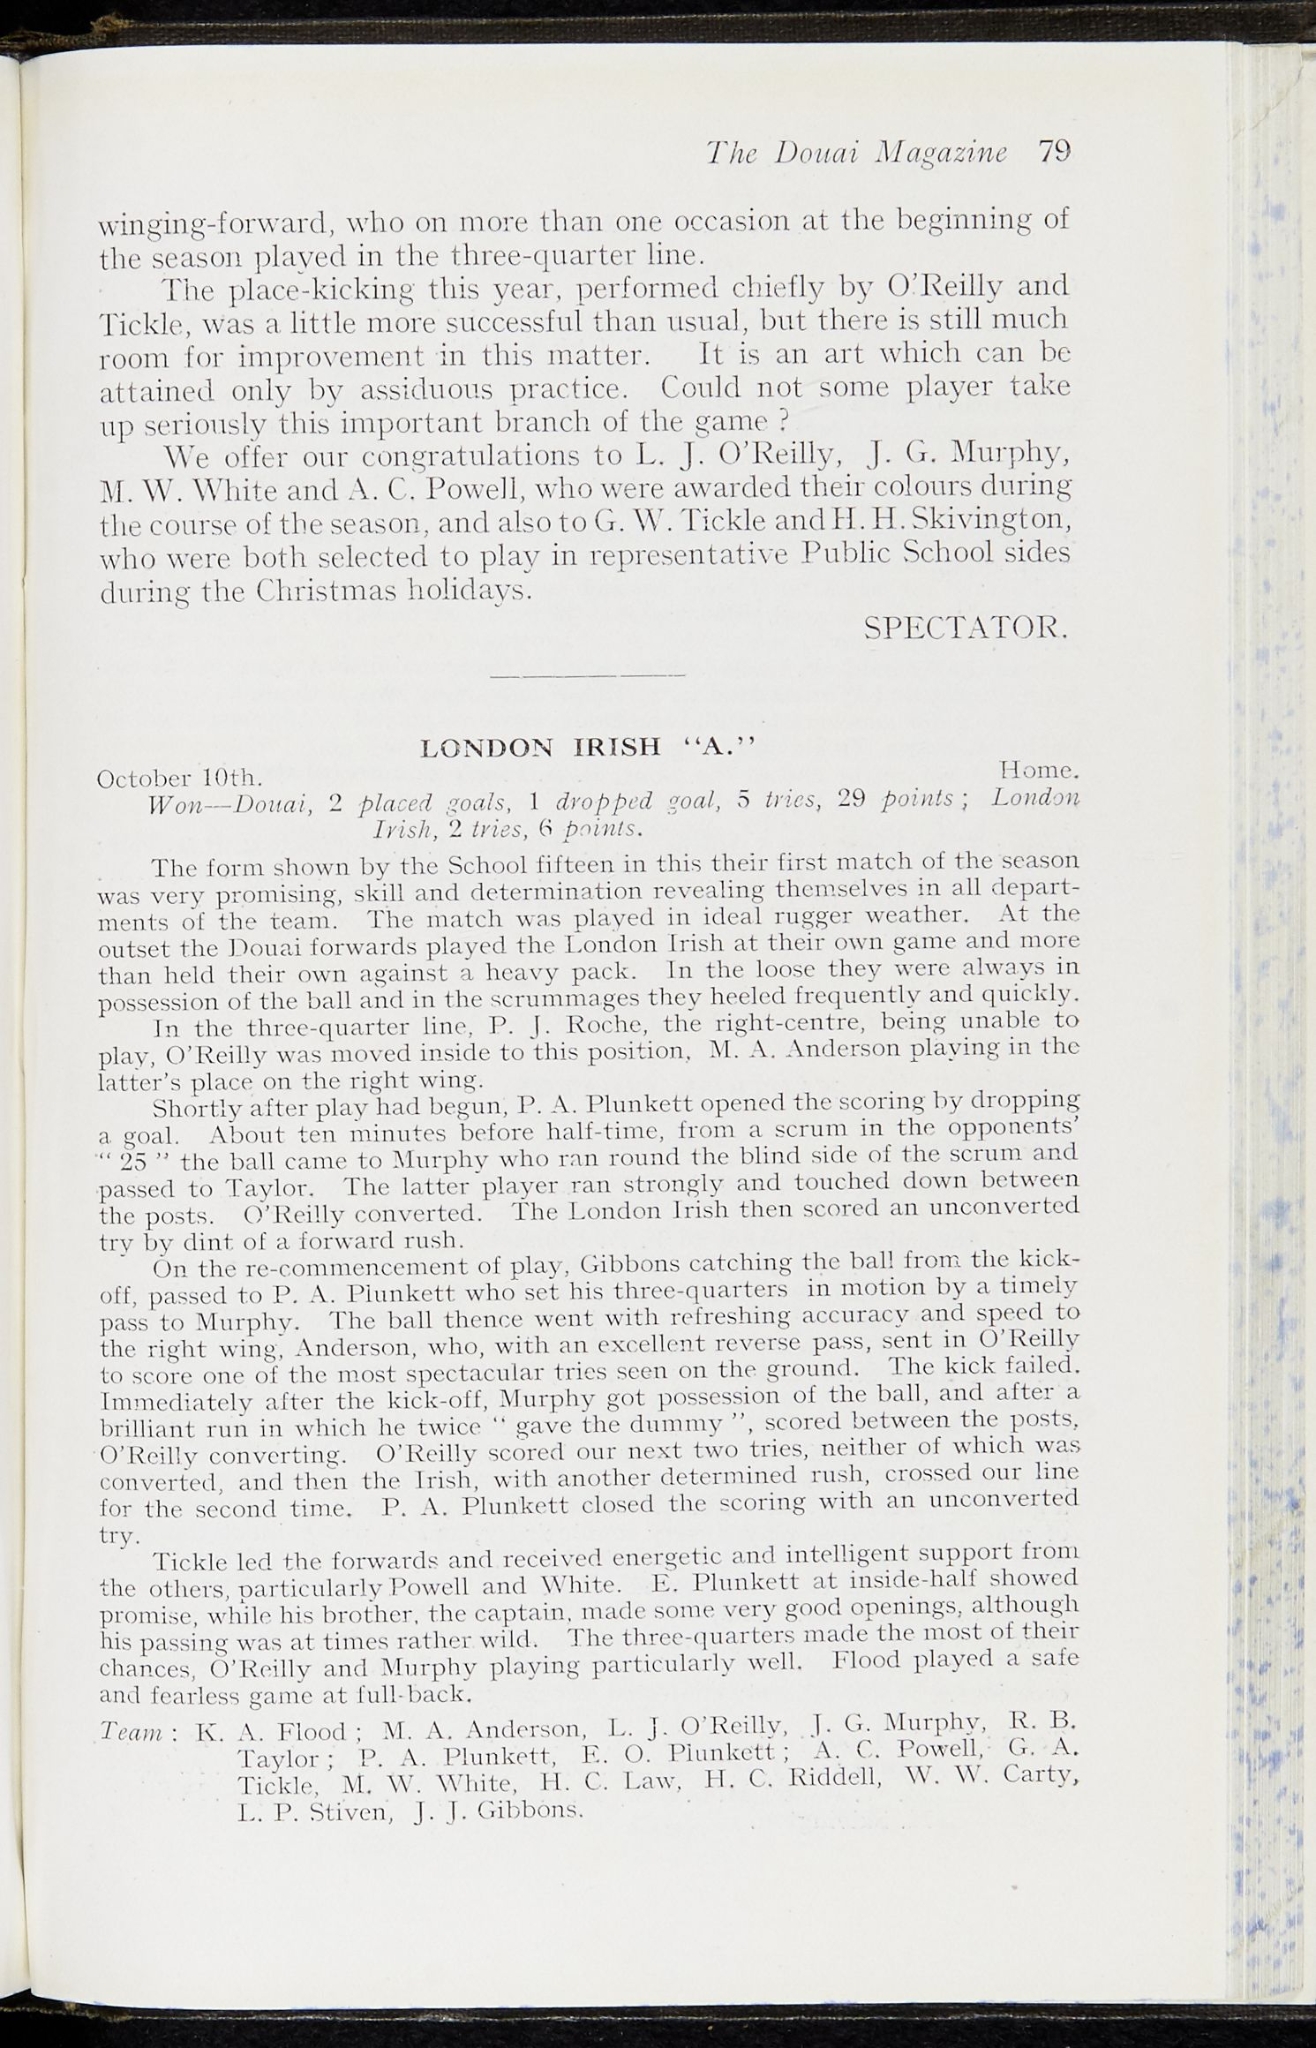 The Douai Magazine 79
winging-forward, who on more than one occasion at the beginning of
the season played in the three-quarter line.
The place-kicking this year, performed chiefly by O'Reilly and
Tickle, was a little more successful than usual, but there is still much
room for improvement in this matter. It is an art which can be
attained only by assiduous practice. Could not some player take
up seriously this important branch of the game ?
We offer our congratulations to L. J. O'Reilly, J. G. Murphy,
M. W. White and A. C. Powell, who were awarded their colours during
the course of the season, and also to G. W. Tickle and H. H. Skivington,
who were both selected to play in representative Public School sides
during the Christmas holidays.
SPECTATOR.
LONDON IRISH "A."
October 10th. Home.
Won—Douai, 2 placed goals, 1 dropped goal, 5 tries, 29 points ; London
Irish, 2 tries, 6 points.
The form shown by the School fifteen in this their first match of the season
was very promising, skill and determination revealing themselves in all depart-
ments of the team. The match was played in ideal rugger weather. At the
outset the Douai forwards played the London Irish at their own game and more
than held their own against a heavy pack. In the loose they were always in
possession of the ball and in the scrummages they heeled frequently and quickly.
In the three-quarter line, P. J. Roche, the right-centre, being unable to
play, O'Reilly was moved inside to this position, M. A. Anderson playing in the
latter's place on the right wing.
Shortly after play had begun, P. A. Plunkett opened the scoring by dropping
a goal. About ten minutes before half-time, from a scrum in the opponents'
" 25 " the ball came to Murphy who ran round the blind side of the scrum and
passed to Taylor. The latter player ran strongly and touched down between
the posts. O'Reilly converted. The London Irish then scored an unconverted
try by dint of a forward rush.
On the re-commencement of play, Gibbons catching the ball from the kick-
off, passed to P. A. Plunkett who set his three-quarters in motion by a timely
pass to Murphy. The ball thence went with refreshing accuracy and speed to
the right wing, Anderson, who, with an excellent reverse pass, sent in O'Reilly
to score one of the most spectacular tries seen on the ground. The kick failed.
Immediately after the kick-off, Murphy got possession of the ball, and after a
brilliant run in which he twice " gave the dummy ", scored between the posts,
O'Reilly converting. O'Reilly scored our next two tries, neither of which was
converted, and then the Irish, with another determined rush, crossed our line
for the second time. P. A. Plunkett closed the scoring with an unconverted
try.
Tickle led the forwards and received energetic and intelligent support from
the others, particularly Powell and White. E. Plunkett at inside-half showed
promise, while his brother, the captain, made some very good openings, although
his passing was at times rather wild. The three-quarters made the most of their
chances, O'Reilly and Murphy playing particularly well. Flood played a safe
and fearless game at full-back.
Team : K. A. Flood ; M. A. Anderson, L. J. O'Reilly, J. G. Murphy, R. B.
Taylor ; P. A. Plunkett, E. O. Plunkett ; A. C. Powell, G. A.
Tickle, M. W. White, H. C. Law, H. C. Riddell, W. W. Carty,
L. P. Stiven, J. J. Gibbons.